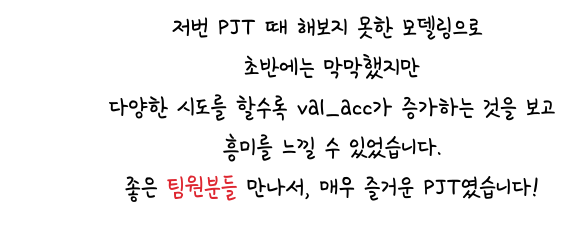 저번 PJT 때 해보지 못한 모델링으로
초반에는 막막했지만
다양한 시도를 할수록 val_acc가 증가하는 것을 보고
흥미를 느낄 수 있었습니다.
좋은 팀원분들 만나서, 매우 즐거운 PJT였습니다!